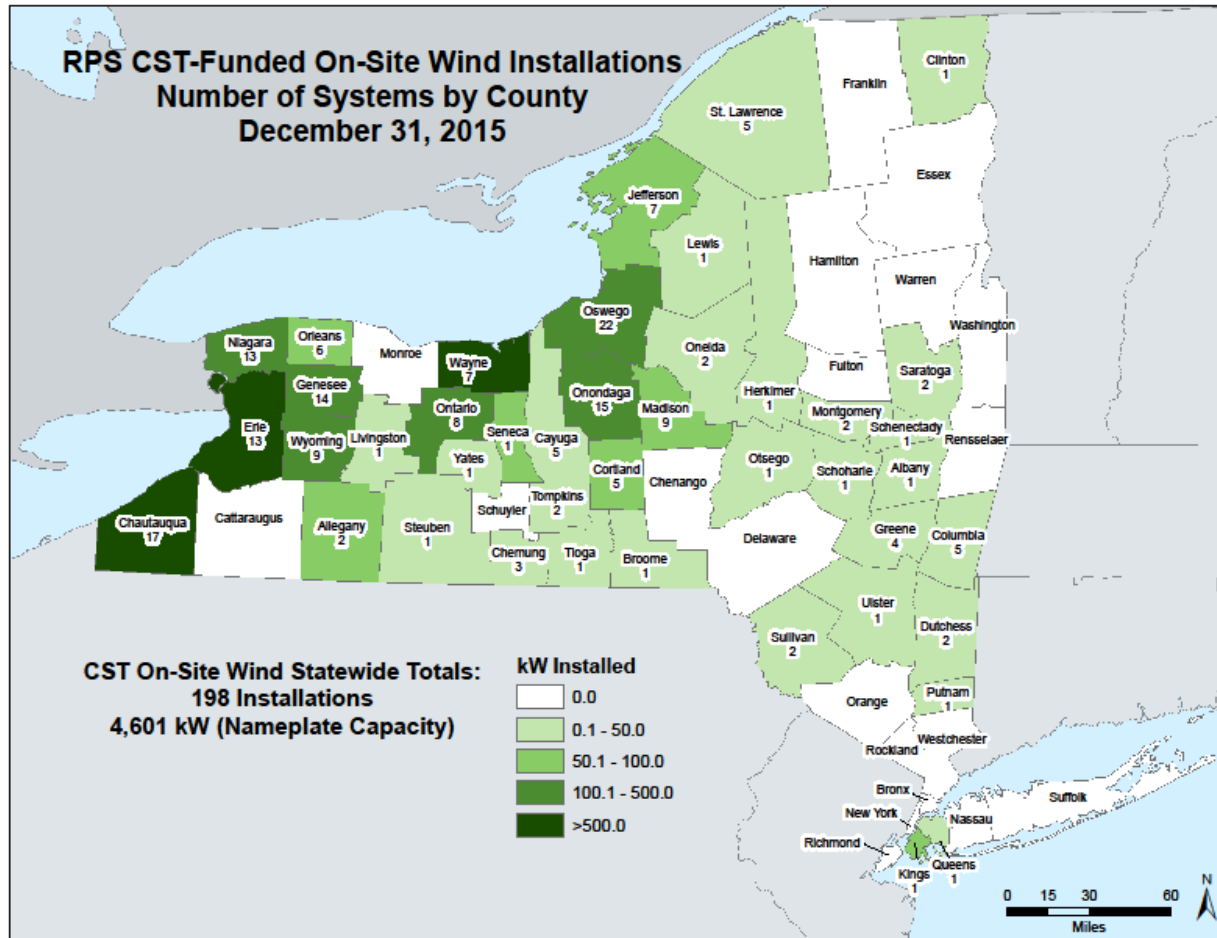 RPS CST-Funded On-Site Wind Installations
Number of Systems by County
December 31, 2015
Clinton
1
Franklin
St. Lawrence
5
Essex
Jefferson
7
Lewis
1
Hamilton
Warren
Washington
Oswego
22
Oneida
2
Herkimer
1
Fulton
Saratoga
2
Niagara
13
Orleans
6
Monroe
Wayne
7
Genesee
14
Onondaga
15
Madison
9
Montgomery
2
Schenectady
1
Rensselaer
Erie
13
Wyoming
9
Livingston
1
Ontario
8
Seneca
1
Cayuga
5
Yates
1
Cortland
5
Chenango
Otsego
1
Schoharie
1
Albany
1
Chautauqua
17
Cattaraugus
Allegany
2
Steuben
1
Schuyler
Tompkins
2
Chemung
3
Tioga
1
Broome
1
Delaware
Greene
4
Columbia
5
Sullivan
2
Ulster
1
Dutchess
2
Orange
Putnam
1
Rockland
Westchester
Bronx
New York
Richmond
Kings
1
Queens
1
Nassau
Suffolk
CST On-Site Wind Statewide Totals:
198 Installations
4,601 kW (Nameplate Capacity)
kW Installed
0.0
0.1 - 50.0
50.1 - 100.0
100.1 - 500.0
>500.0
N
0 15 30 60
Miles